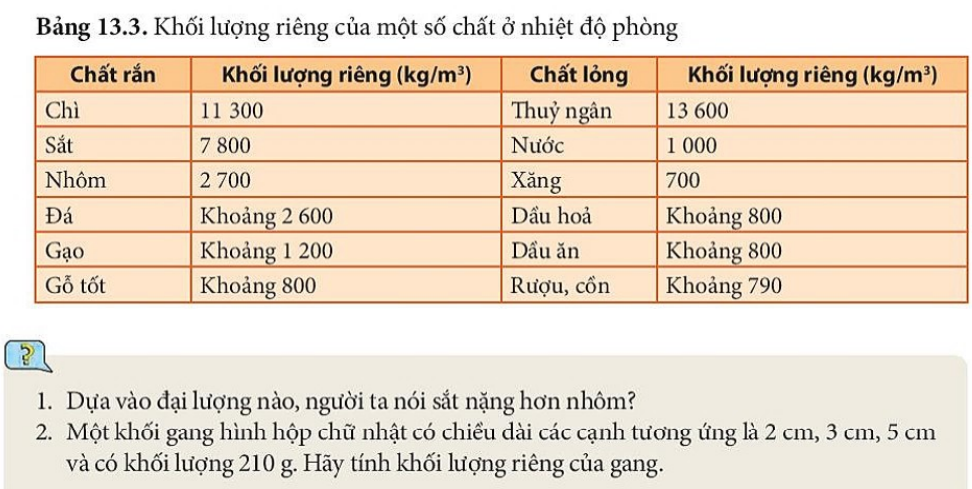 Bảng 13.3. Khối lượng riêng của một số chất ở nhiệt độ phòng
Chất rắn Khối lượng riêng (kg/m³) Chất lỏng Khối lượng riêng (kg/m³)
Chì 11 300 Thuỷ ngân 13 600
Sắt 7 800 Nước 1 000
Nhôm 2 700 Xăng 700
Đá Khoảng 2 600 Dầu hoả Khoảng 800
Gạo Khoảng 1 200 Dầu ăn Khoảng 800
Gỗ tốt Khoảng 800 Rượu, cồn Khoảng 790
?
1. Dựa vào đại lượng nào, người ta nói sắt nặng hơn nhôm?
2. Một khối gang hình hộp chữ nhật có chiều dài các cạnh tương ứng là 2 cm, 3 cm, 5 cm
và có khối lượng 210 g. Hãy tính khối lượng riêng của gang.